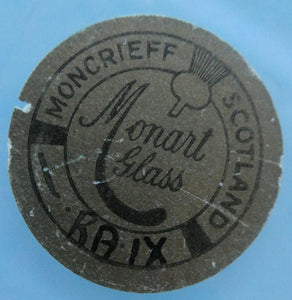 MONCRIEFF
SCOTLAND
Monart
Glass
RA IX